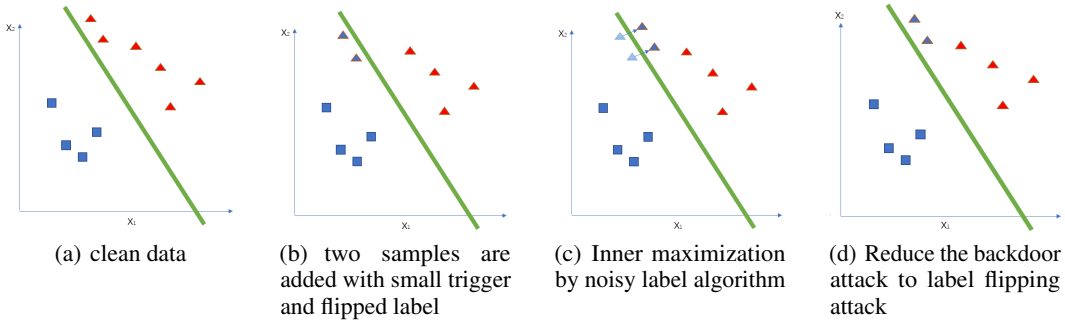 X₂
X₁
X₂
X₁
X₂
X₁
X₂
X₁
(a) clean data
(b) two samples are
added with small trigger
and flipped label
(c) Inner maximization
by noisy label algorithm
(d) Reduce the backdoor
attack to label flipping
attack